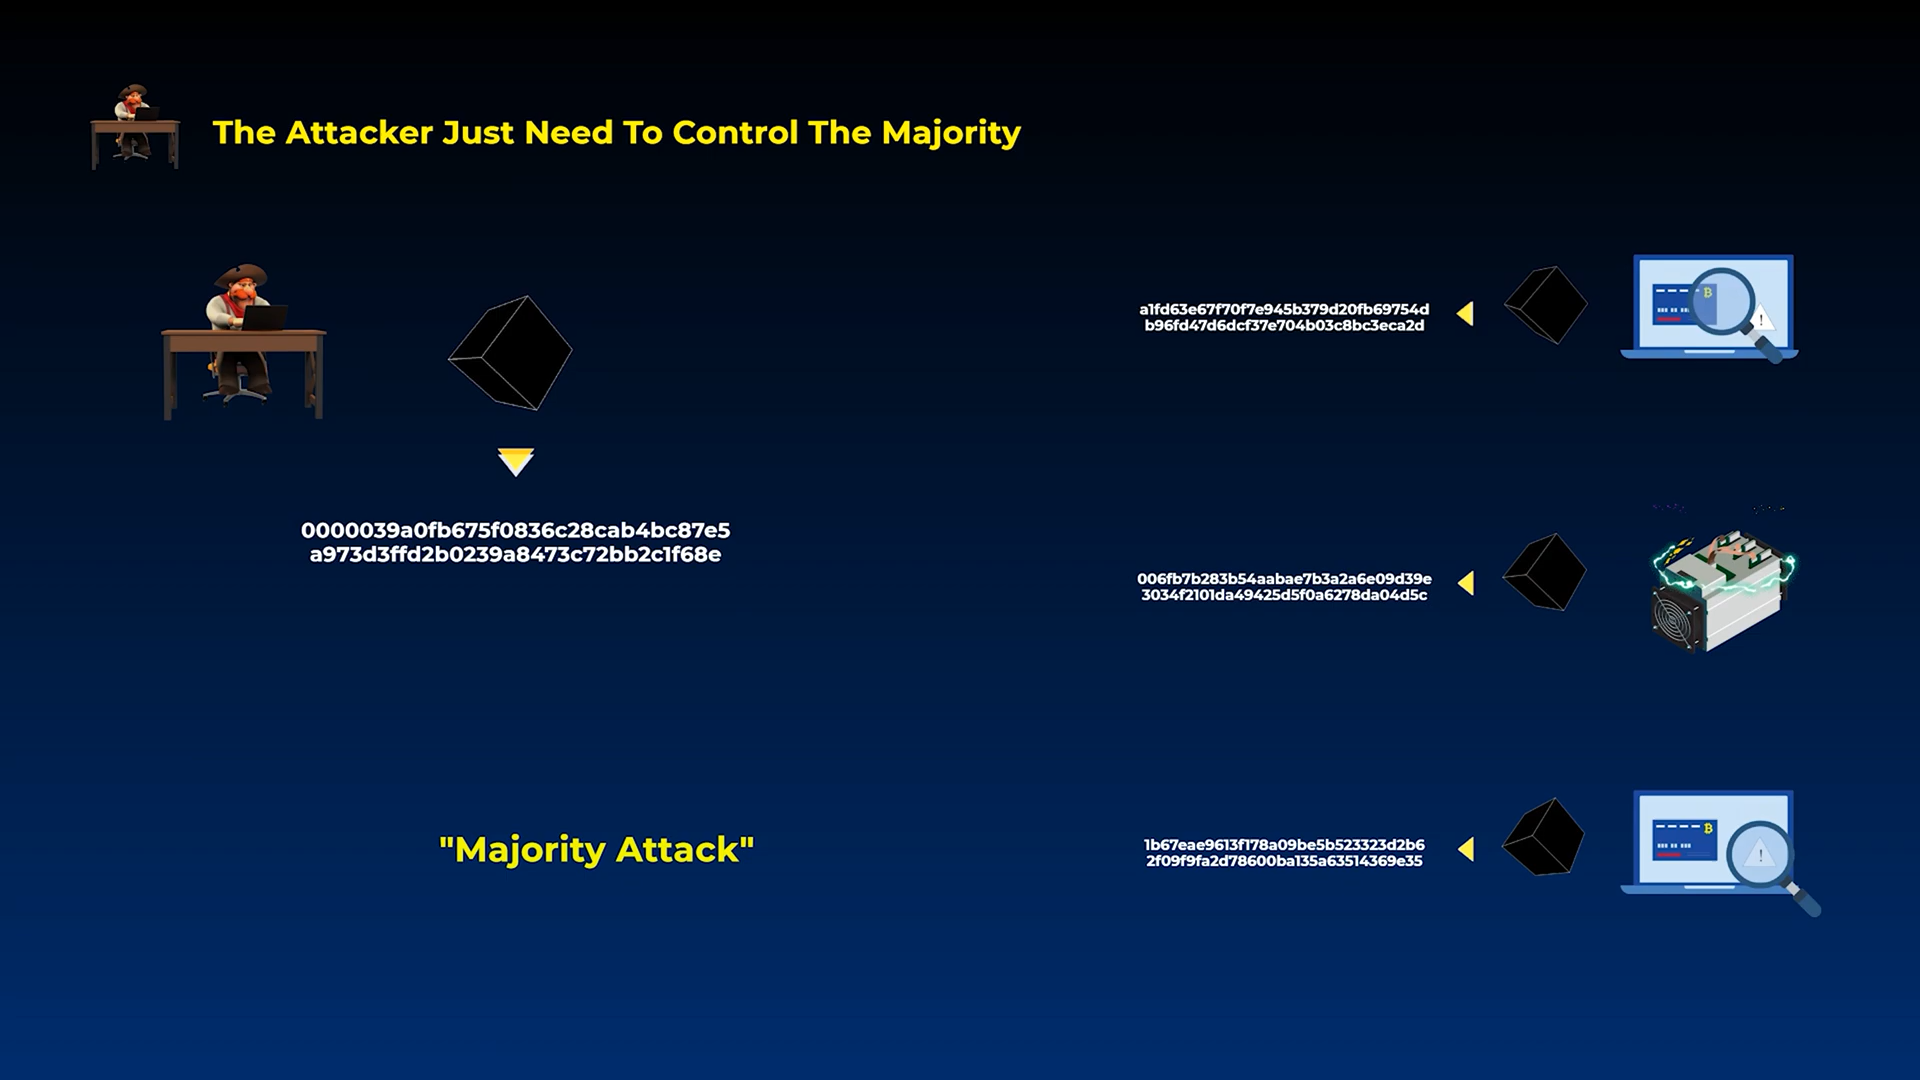 The Attacker Just Need To Control The Majority
a1fd63e67f70f7e945b379d20fb69754d
b96fd47d6dcf37e704b03c8bc3eca2d
0000039a0fb675f0836c28cab4bc87e5
a973d3ffd2b0239a8473c72bb2c1f68e
006fb7b283b54aabae7b3a2a6e09d39e
3034f2101da49425d5f0a6278da04d5c
"Majority Attack"
1b67eae9613f178a09be5b523323d2b6
2f09f9fa2d78600ba135a63514369e35